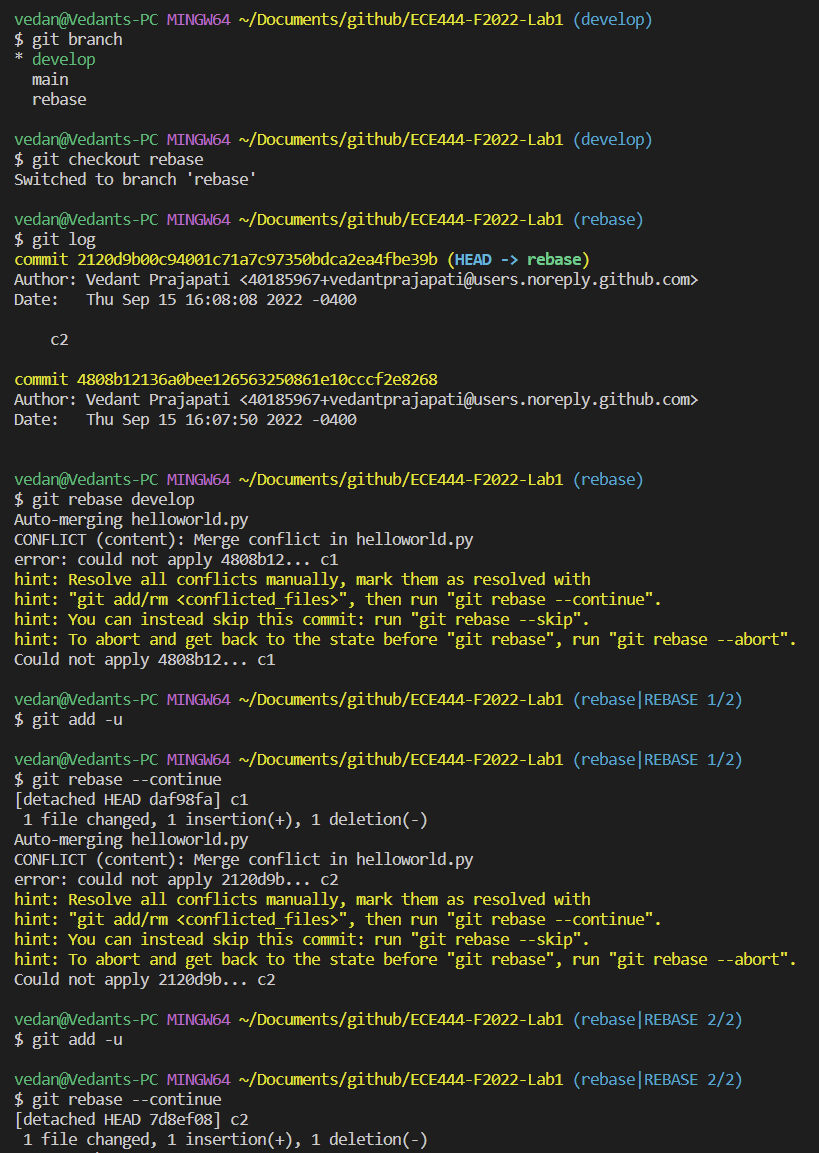 vedan@Vedants-PC MINGW64 ~/Documents/github/ECE444-F2022-Lab1 (develop)
$ git branch
* develop
  main
  rebase

vedan@Vedants-PC MINGW64 ~/Documents/github/ECE444-F2022-Lab1 (develop)
$ git checkout rebase
Switched to branch 'rebase'

vedan@Vedants-PC MINGW64 ~/Documents/github/ECE444-F2022-Lab1 (rebase)
$ git log
commit 2120d9b00c94001c71a7c97350bdca2ea4fbe39b (HEAD -> rebase)
Author: Vedant Prajapati <40185967+vedantprajapati@users.noreply.github.com>
Date:   Thu Sep 15 16:08:08 2022 -0400

    c2

commit 4808b12136a0bee126563250861e10cccf2e8268
Author: Vedant Prajapati <40185967+vedantprajapati@users.noreply.github.com>
Date:   Thu Sep 15 16:07:50 2022 -0400

vedan@Vedants-PC MINGW64 ~/Documents/github/ECE444-F2022-Lab1 (rebase)
$ git rebase develop
Auto-merging helloworld.py
CONFLICT (content): Merge conflict in helloworld.py
error: could not apply 4808b12... c1
hint: Resolve all conflicts manually, mark them as resolved with
hint: "git add/rm <conflicted_files>", then run "git rebase --continue".
hint: You can instead skip this commit: run "git rebase --skip".
hint: To abort and get back to the state before "git rebase", run "git rebase --abort".
Could not apply 4808b12... c1

vedan@Vedants-PC MINGW64 ~/Documents/github/ECE444-F2022-Lab1 (rebase|REBASE 1/2)
$ git add -u

vedan@Vedants-PC MINGW64 ~/Documents/github/ECE444-F2022-Lab1 (rebase|REBASE 1/2)
$ git rebase --continue
[detached HEAD daf98fa] c1
 1 file changed, 1 insertion(+), 1 deletion(-)
Auto-merging helloworld.py
CONFLICT (content): Merge conflict in helloworld.py
error: could not apply 2120d9b... c2
hint: Resolve all conflicts manually, mark them as resolved with
hint: "git add/rm <conflicted_files>", then run "git rebase --continue".
hint: You can instead skip this commit: run "git rebase --skip".
hint: To abort and get back to the state before "git rebase", run "git rebase --abort".
Could not apply 2120d9b... c2

vedan@Vedants-PC MINGW64 ~/Documents/github/ECE444-F2022-Lab1 (rebase|REBASE 2/2)
$ git add -u

vedan@Vedants-PC MINGW64 ~/Documents/github/ECE444-F2022-Lab1 (rebase|REBASE 2/2)
$ git rebase --continue
[detached HEAD 7d8ef08] c2
 1 file changed, 1 insertion(+), 1 deletion(-)